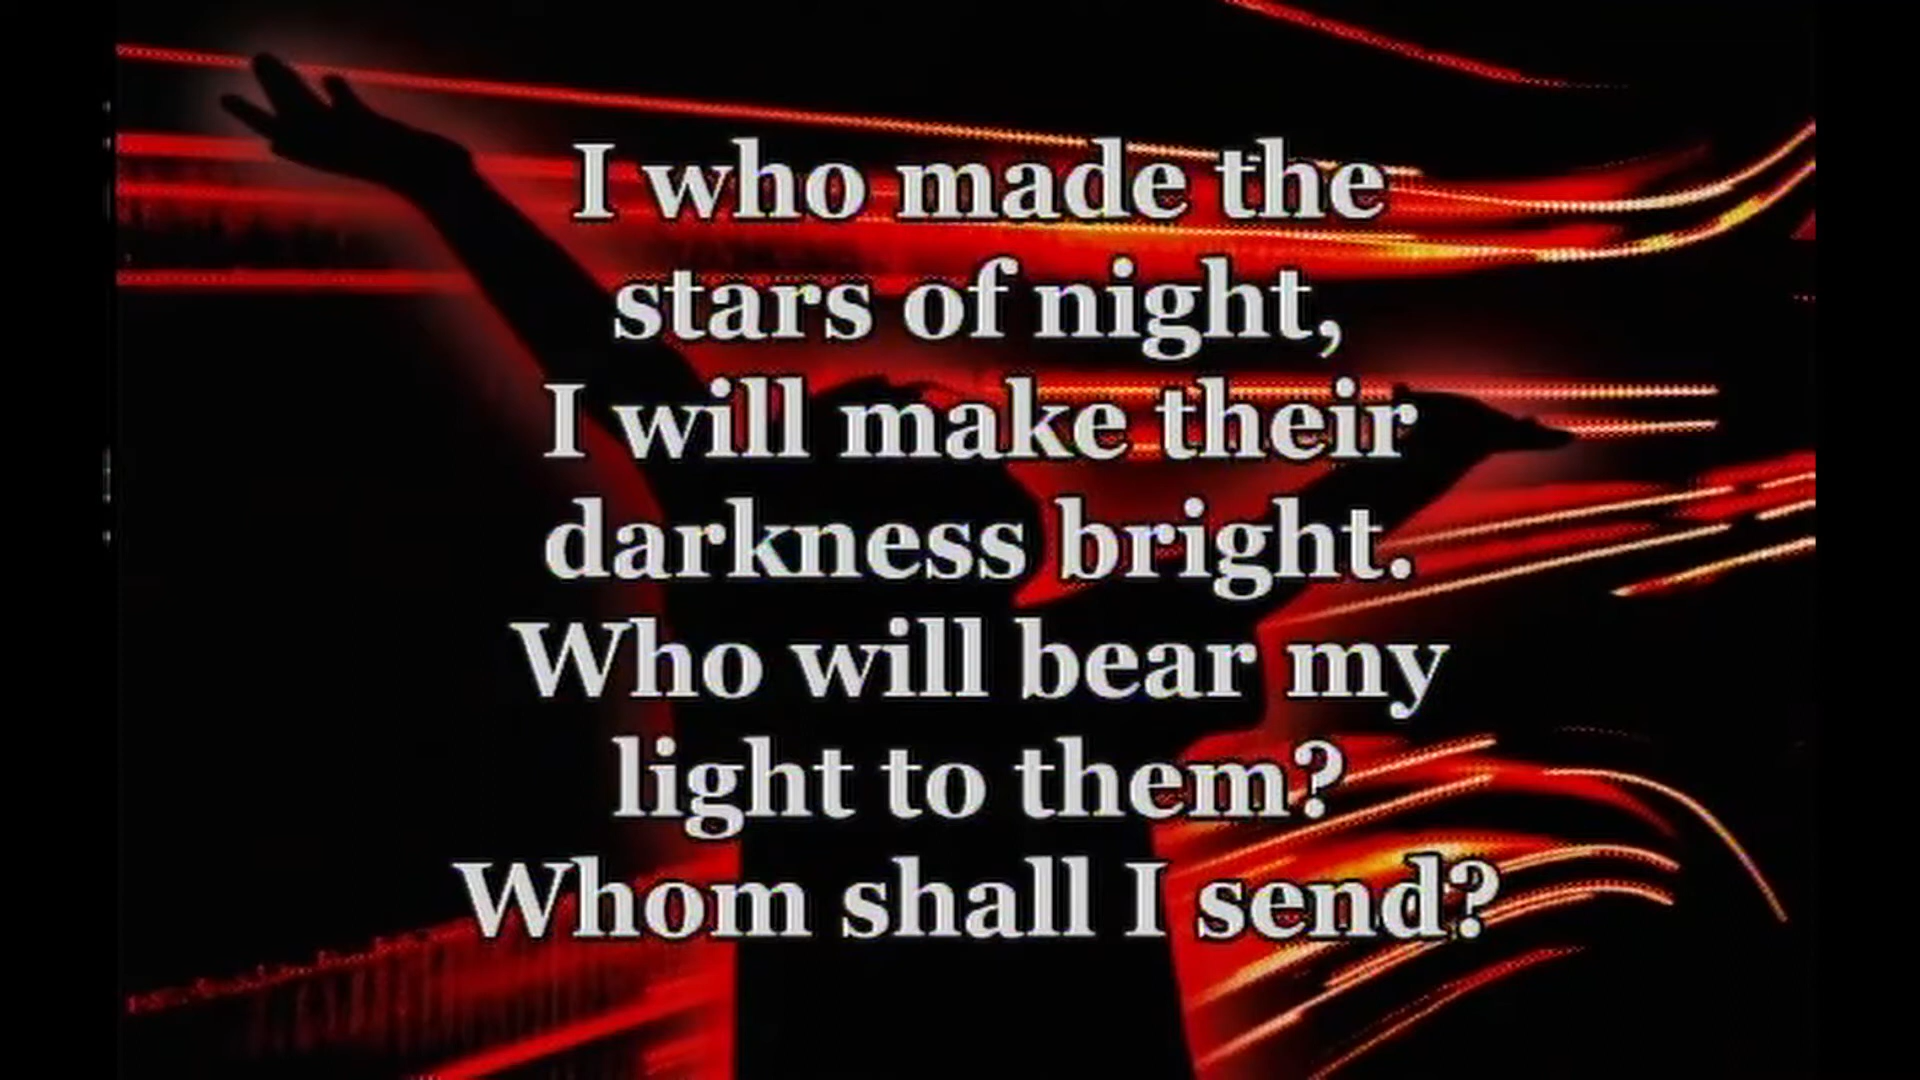 I who made the
stars of night,
I will make their
darkness bright.
Who will bear my
light to them?
Whom shall I send?